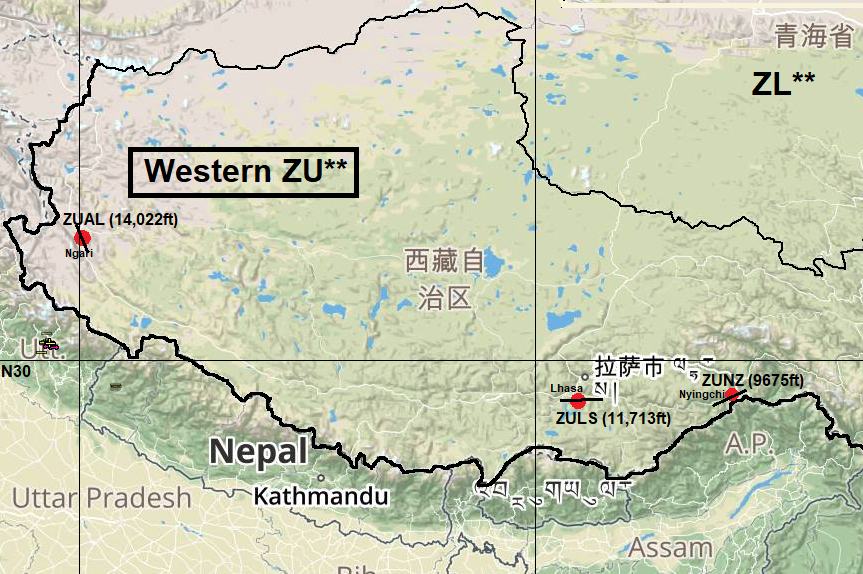 青海省
ZL**
Western ZU**
ZUAL (14,022ft)
Ngari
西藏自
治区
N30
拉萨市
ZUNZ (9675ft)
Lhasa
Nyingchi
ZULS (11,713ft)
Nepal
A.P.
Kathmandu
Uttar Pradesh
Assam